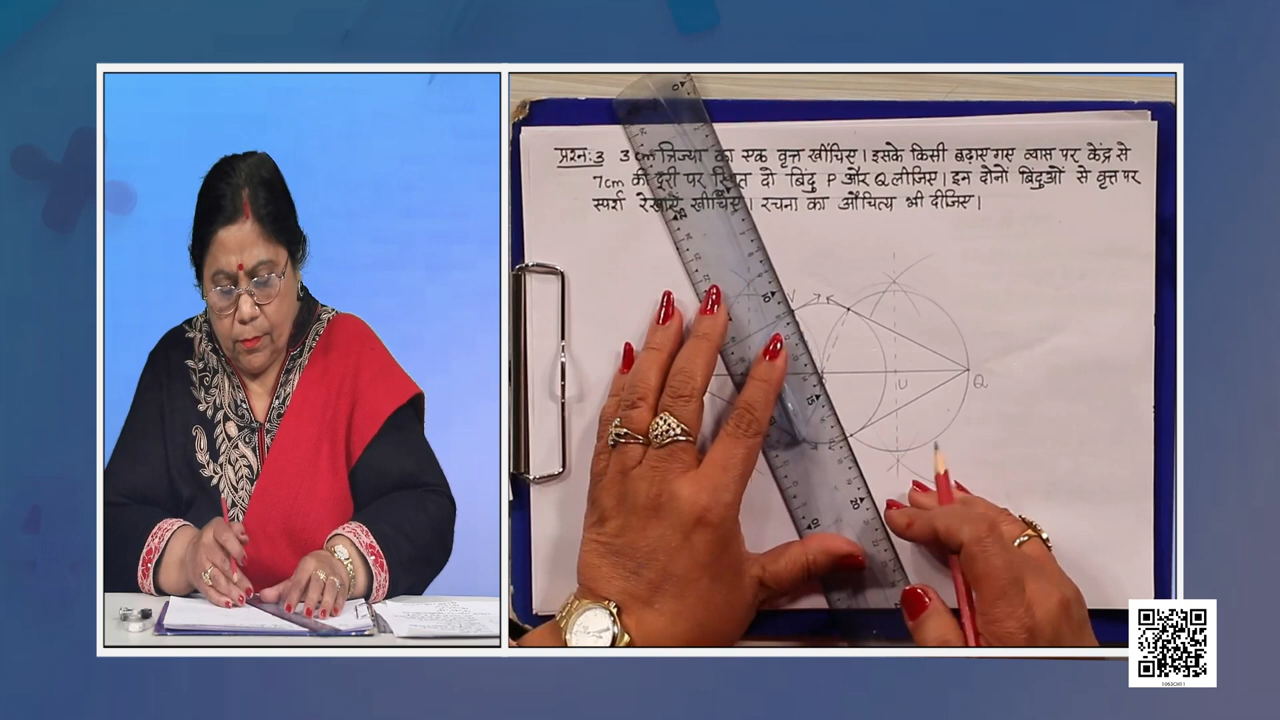 प्रश्न:3 3 cm त्रिज्या का एक वृत्त खींचिए। इसके किसी बढ़ाए गए व्यास पर केंद्र से
7cm की दूरी पर स्थित दो बिंदु P और Q लीजिए। इन दोनों बिंदुओं से वृत्त पर
स्पर्श रेखाएँ खींचिए। रचना का औचित्य भी दीजिए।
U
Q